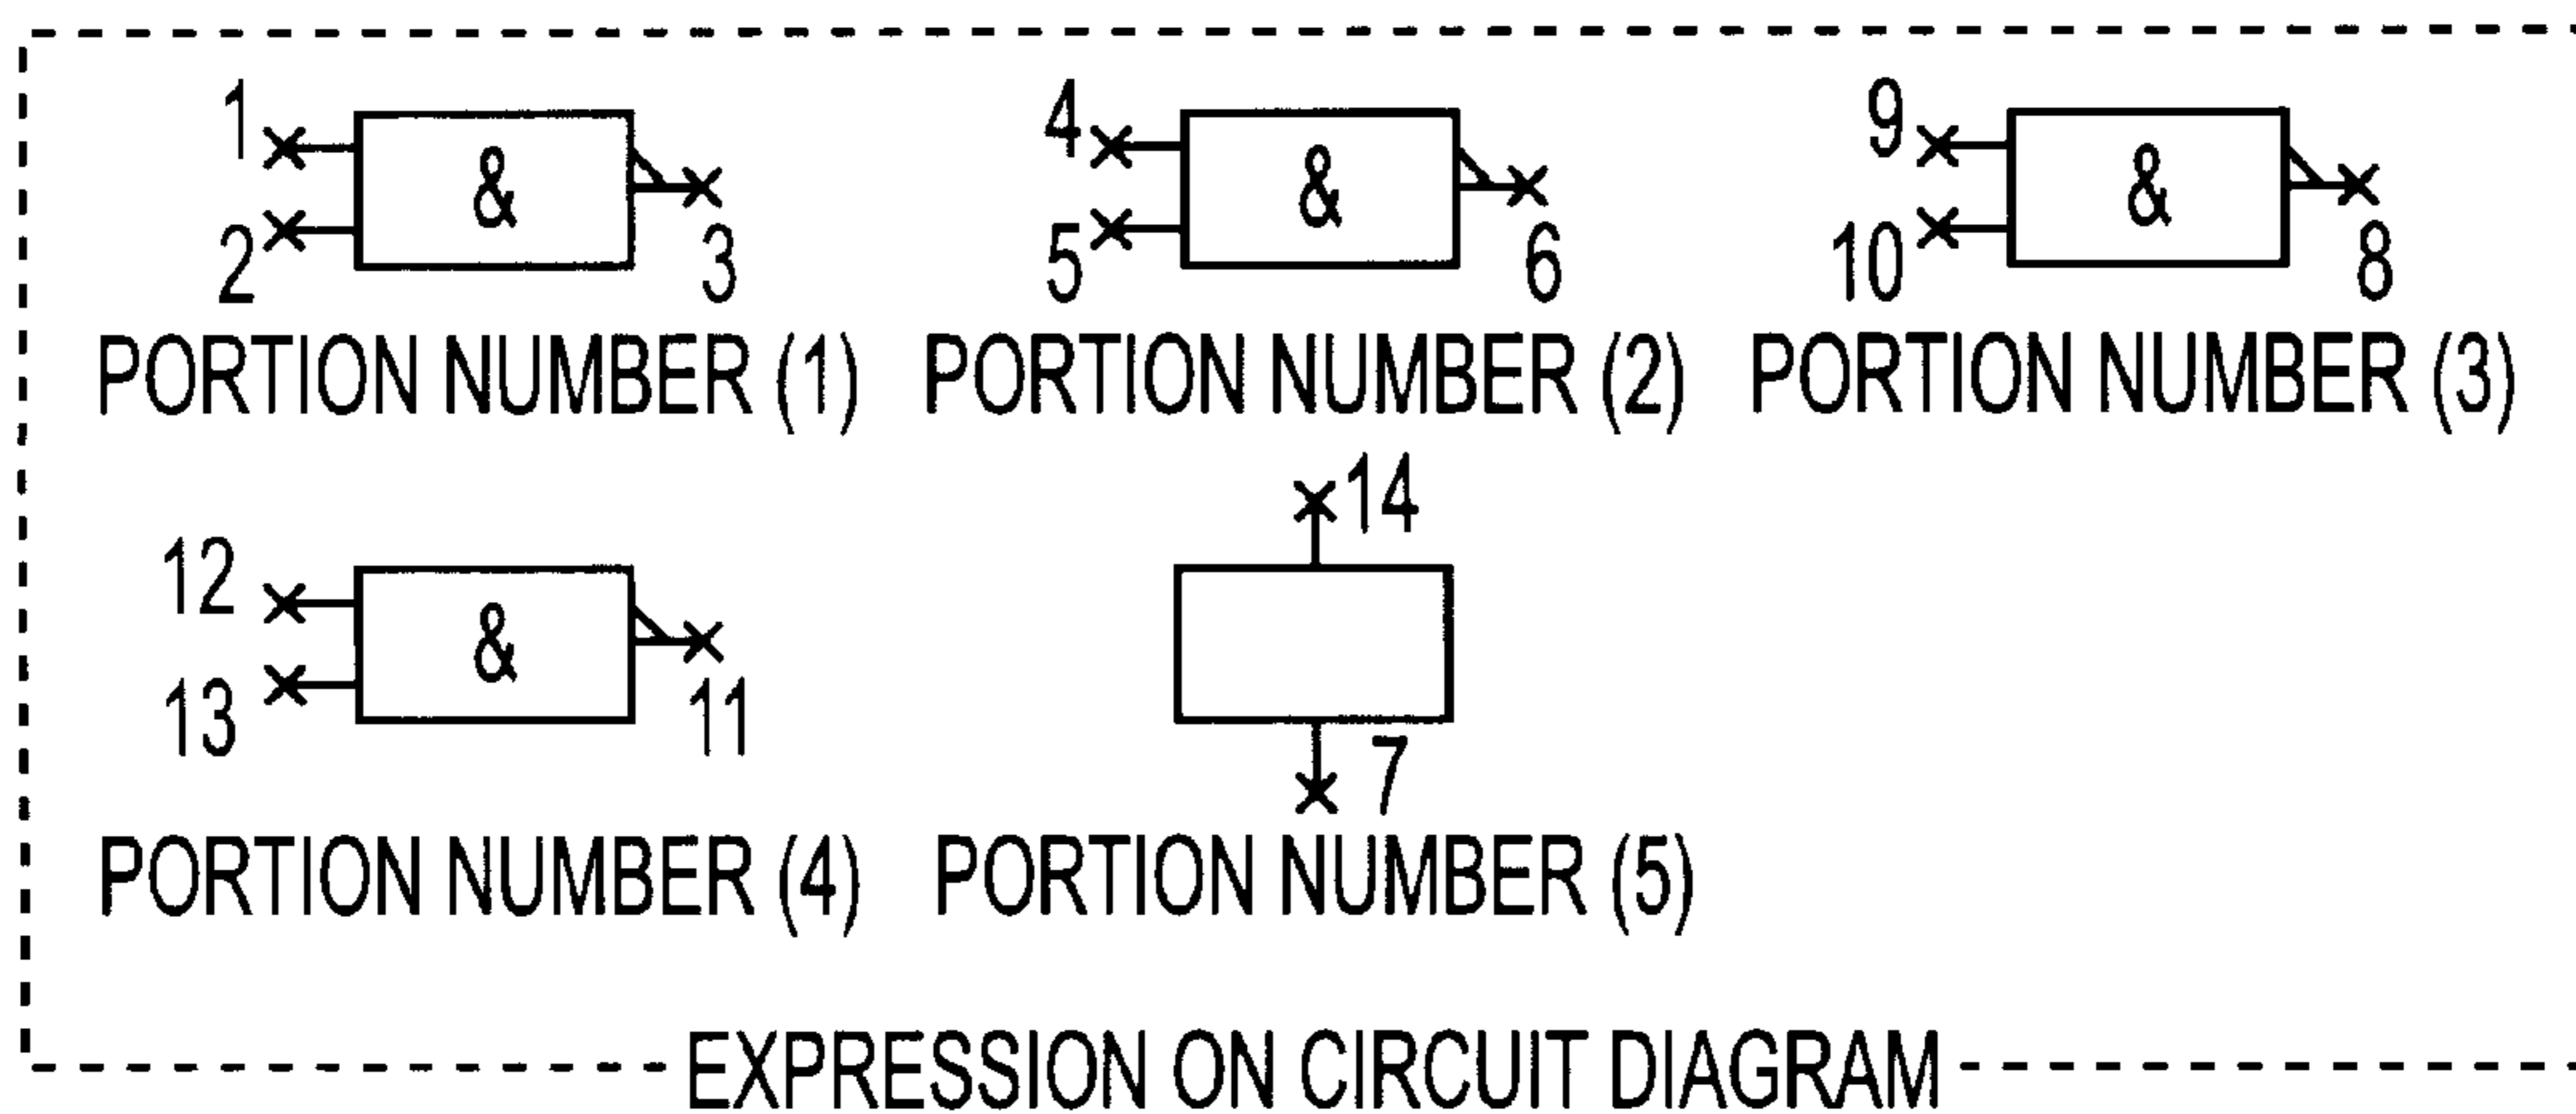 1 & 4 & 9 &
2 3 5 6 10 8
PORTION NUMBER (1) PORTION NUMBER (2) PORTION NUMBER (3)
14
12 &
13 11 7
PORTION NUMBER (4) PORTION NUMBER (5)
EXPRESSION ON CIRCUIT DIAGRAM